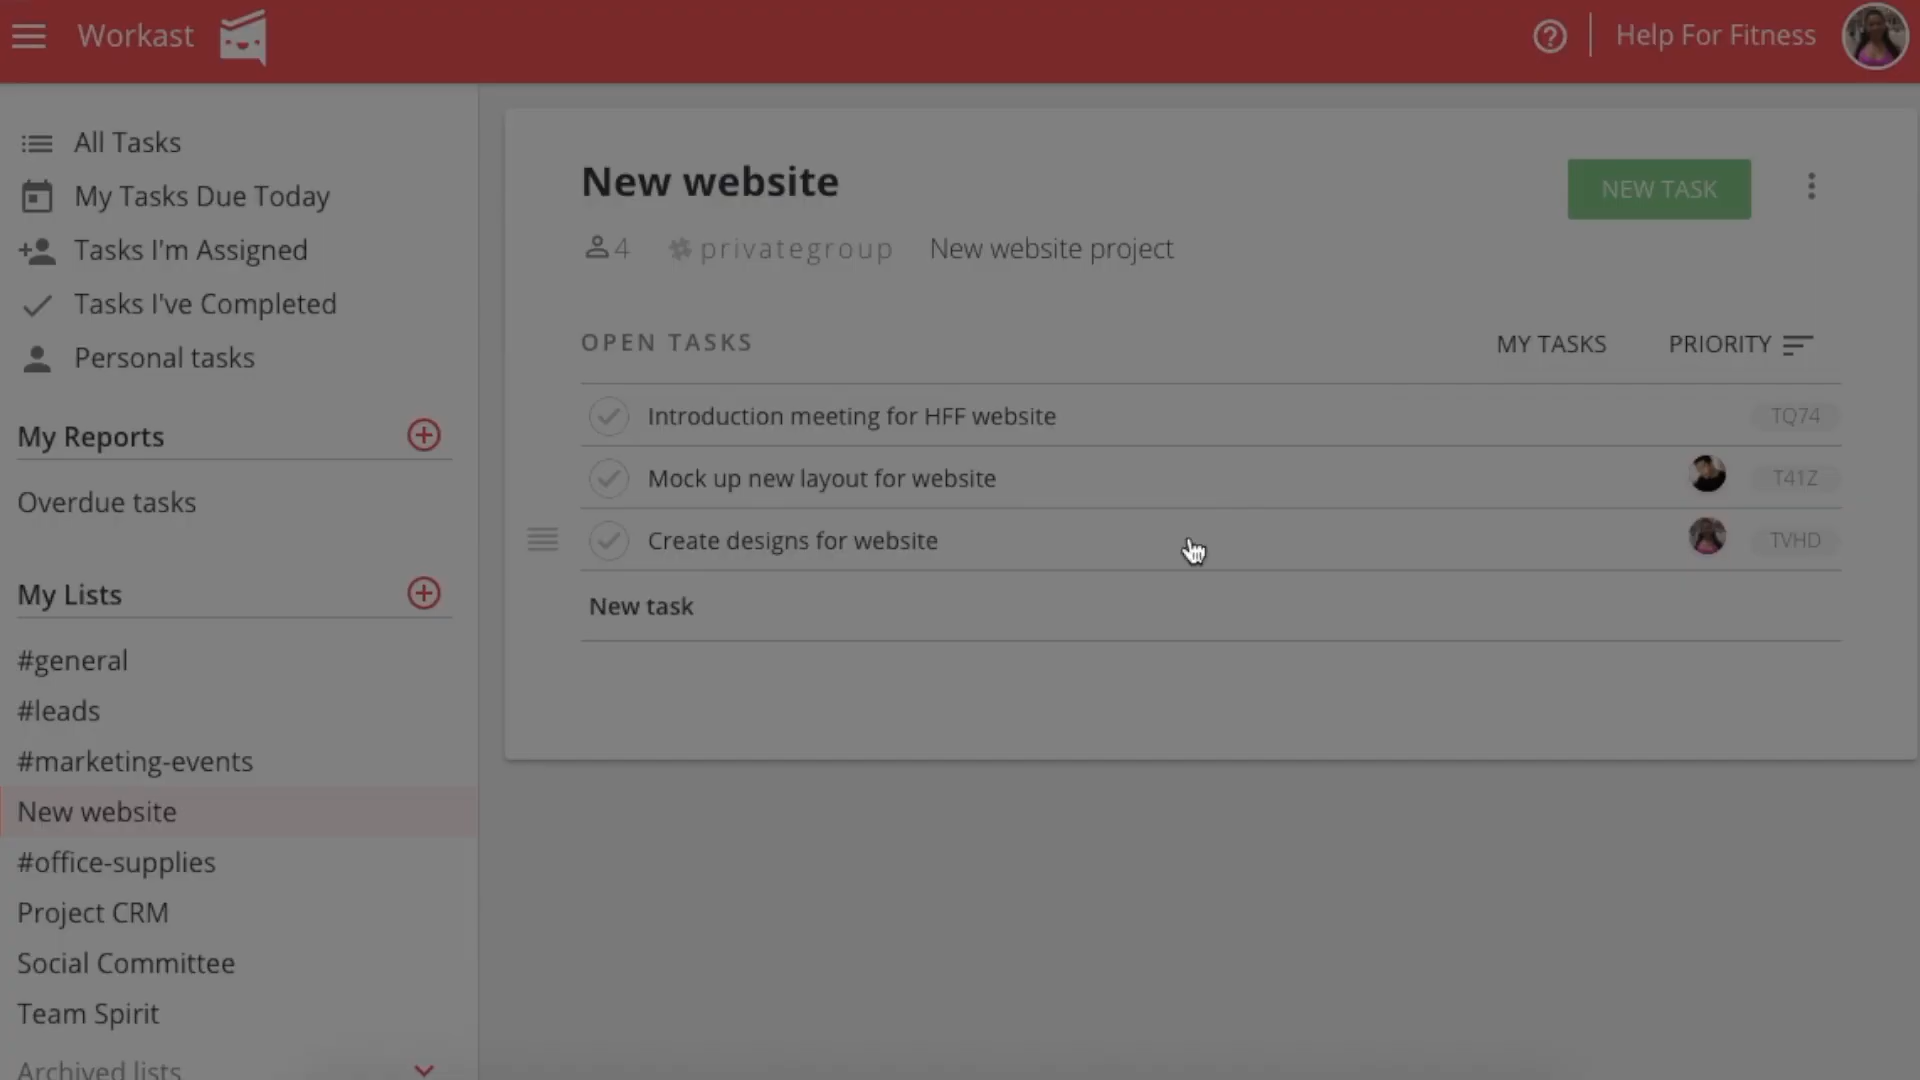 Workast
Help For Fitness
All Tasks
My Tasks Due Today
Tasks I'm Assigned
Tasks I've Completed
Personal tasks
My Reports
Overdue tasks
My Lists
#general
#leads
#marketing-events
New website
#office-supplies
Project CRM
Social Committee
Team Spirit
Archived lists
New website
NEW TASK
4 privategroup New website project
OPEN TASKS
MY TASKS PRIORITY
Introduction meeting for HFF website TQ74
Mock up new layout for website T41Z
Create designs for website TVHD
New task